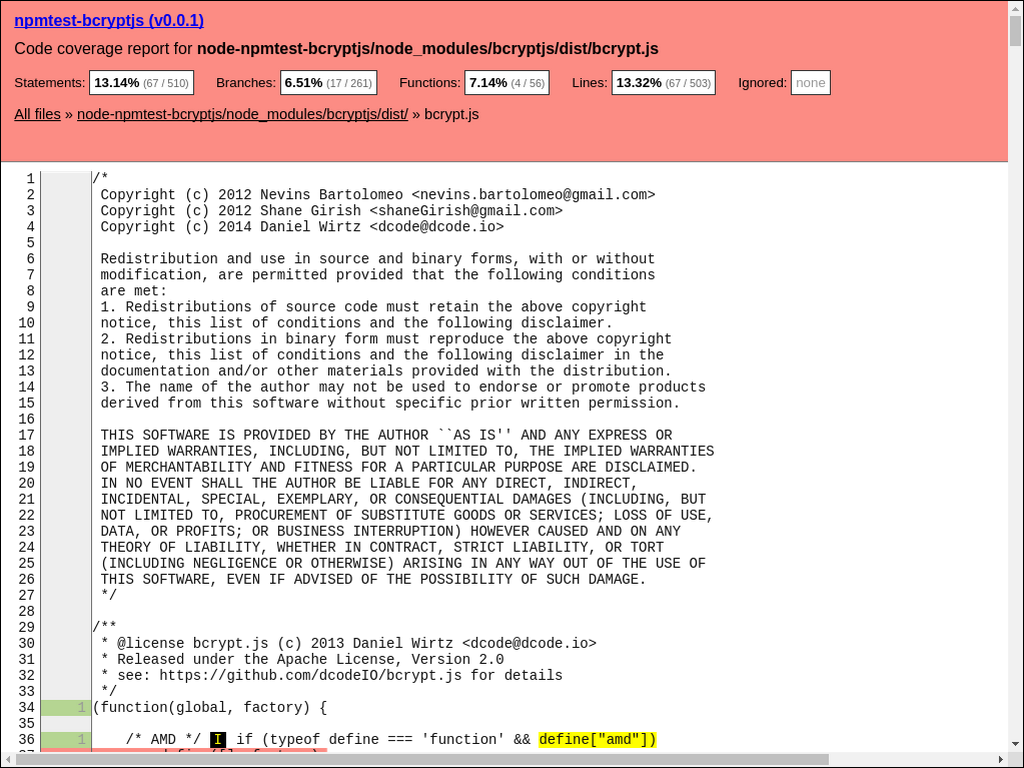 npmtest-bcryptjs (v0.0.1)
Code coverage report for node-npmtest-bcryptjs/node_modules/bcryptjs/dist/bcrypt.js
Statements: 13.14% (67 / 510) Branches: 6.51% (17 / 261) Functions: 7.14% (4 / 56) Lines: 13.32% (67 / 503) Ignored: none
All files » node-npmtest-bcryptjs/node_modules/bcryptjs/dist/ » bcrypt.js
1 /*
2 Copyright (c) 2012 Nevins Bartolomeo <nevins.bartolomeo@gmail.com>
3 Copyright (c) 2012 Shane Girish <shaneGirish@gmail.com>
4 Copyright (c) 2014 Daniel Wirtz <dcode@dcode.io>
5
6 Redistribution and use in source and binary forms, with or without
7 modification, are permitted provided that the following conditions
8 are met:
9 1. Redistributions of source code must retain the above copyright
10 notice, this list of conditions and the following disclaimer.
11 2. Redistributions in binary form must reproduce the above copyright
12 notice, this list of conditions and the following disclaimer in the
13 documentation and/or other materials provided with the distribution.
14 3. The name of the author may not be used to endorse or promote products
15 derived from this software without specific prior written permission.
16
17 THIS SOFTWARE IS PROVIDED BY THE AUTHOR ``AS IS'' AND ANY EXPRESS OR
18 IMPLIED WARRANTIES, INCLUDING, BUT NOT LIMITED TO, THE IMPLIED WARRANTIES
19 OF MERCHANTABILITY AND FITNESS FOR A PARTICULAR PURPOSE ARE DISCLAIMED.
20 IN NO EVENT SHALL THE AUTHOR BE LIABLE FOR ANY DIRECT, INDIRECT,
21 INCIDENTAL, SPECIAL, EXEMPLARY, OR CONSEQUENTIAL DAMAGES (INCLUDING, BUT
22 NOT LIMITED TO, PROCUREMENT OF SUBSTITUTE GOODS OR SERVICES; LOSS OF USE,
23 DATA, OR PROFITS; OR BUSINESS INTERRUPTION) HOWEVER CAUSED AND ON ANY
24 THEORY OF LIABILITY, WHETHER IN CONTRACT, STRICT LIABILITY, OR TORT
25 (INCLUDING NEGLIGENCE OR OTHERWISE) ARISING IN ANY WAY OUT OF THE USE OF
26 THIS SOFTWARE, EVEN IF ADVISED OF THE POSSIBILITY OF SUCH DAMAGE.
27 */
28
29 /**
30 * @license bcrypt.js (c) 2013 Daniel Wirtz <dcode@dcode.io>
31 * Released under the Apache License, Version 2.0
32 * see: https://github.com/dcodeIO/bcrypt.js for details
33 */
34 1 (function(global, factory) {
35
36 1 /* AMD */ I if (typeof define === 'function' && define["amd"])